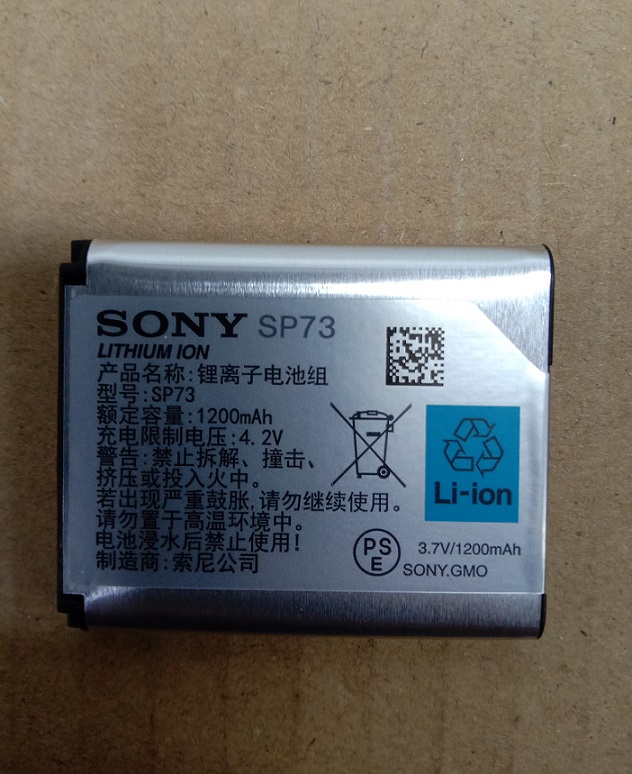 SONY SP73
LITHIUM ION
产品名称:锂离子电池组
型号:SP73
额定容量:1200mAh
充电限制电压:4.2V
警告:禁止拆解、撞击、
挤压或投入火中。
若出现严重鼓胀,请勿继续使用。
请勿置于高温环境中。
电池浸水后禁止使用!
制造商:索尼公司
Li-ion
PS
E
3.7V/1200mAh
SONY.GMO